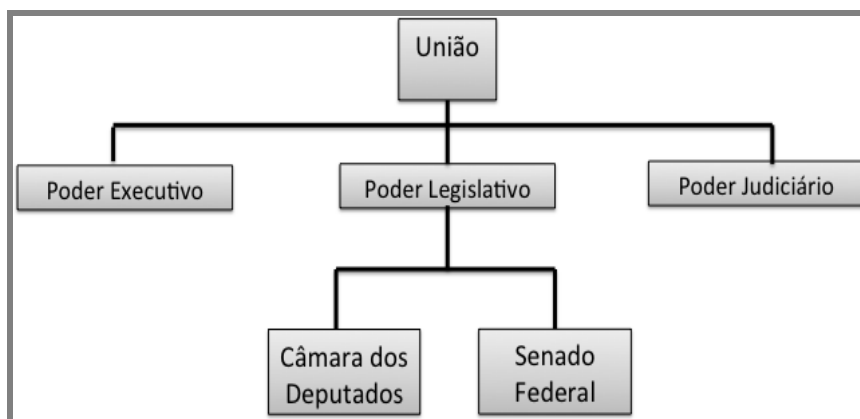 União
Poder Executivo
Poder Legislativo
Poder Judiciário
Câmara dos
Deputados
Senado
Federal